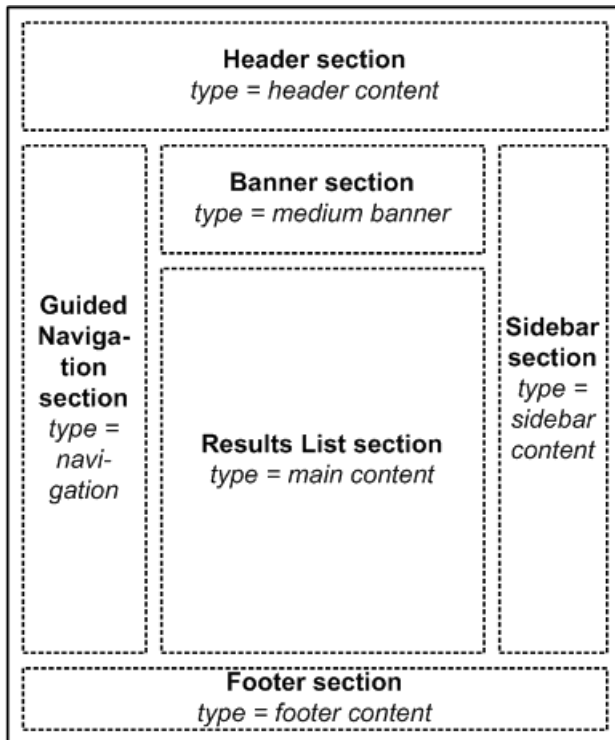 Header section
type = header content
Banner section
type = medium banner
Guided
Naviga-
tion
section
type =
navi-
gation
Results List section
type = main content
Sidebar
section
type =
sidebar
content
Footer section
type = footer content